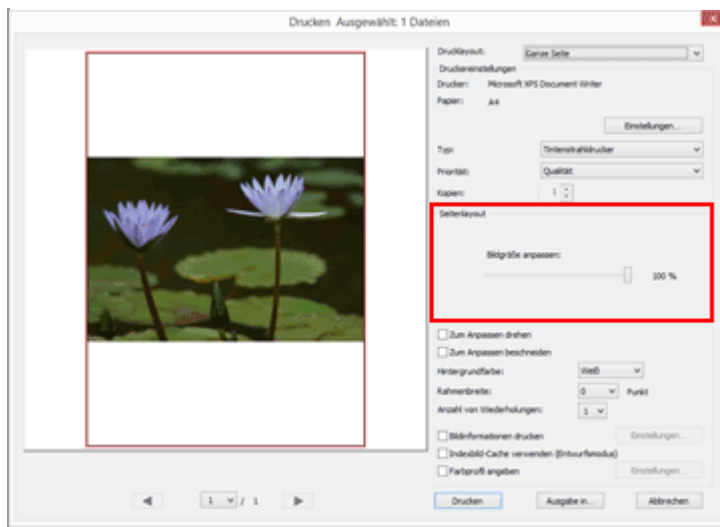 Drucken Ausgewählt: 1 Dateien
Drucklayout: Ganze Seite
Druckereinstellungen
Drucker: Microsoft XPS Document Writer
Papier: A4
Einstellungen...
Typ: Tintenstrahldrucker
Priorität: Qualität
Kopien: 1
Seitenlayout
Bildgröße anpassen:
100 %
Zum Anpassen drehen
Zum Anpassen beschneiden
Hintergrundfarbe: Weiß
Rahmenbreite: 0 Punkt
Anzahl von Wiederholungen: 1
Bildinformationen drucken Einstellungen...
Indexbild-Cache verwenden (Entwurfsmodus)
Farbprofil angeben Einstellungen...
1 / 1 Drucken Ausgabe in... Abbrechen